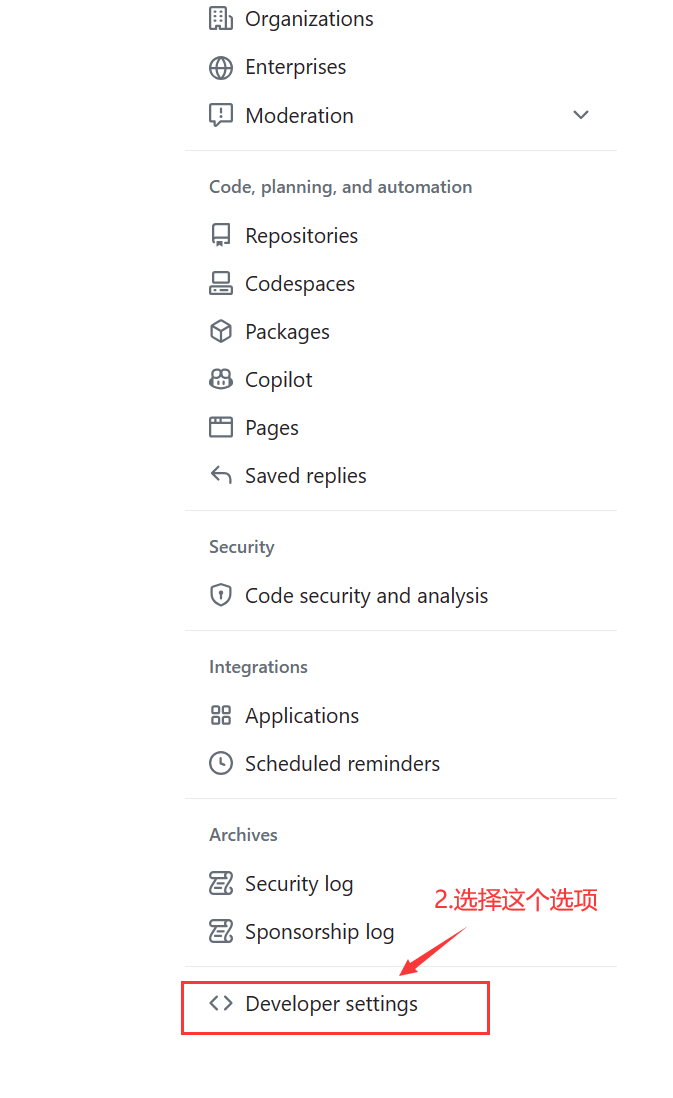 Organizations
Enterprises
Moderation
Code, planning, and automation
Repositories
Codespaces
Packages
Copilot
Pages
Saved replies
Security
Code security and analysis
Integrations
Applications
Scheduled reminders
Archives
Security log
2.选择这个选项
Sponsorship log
Developer settings